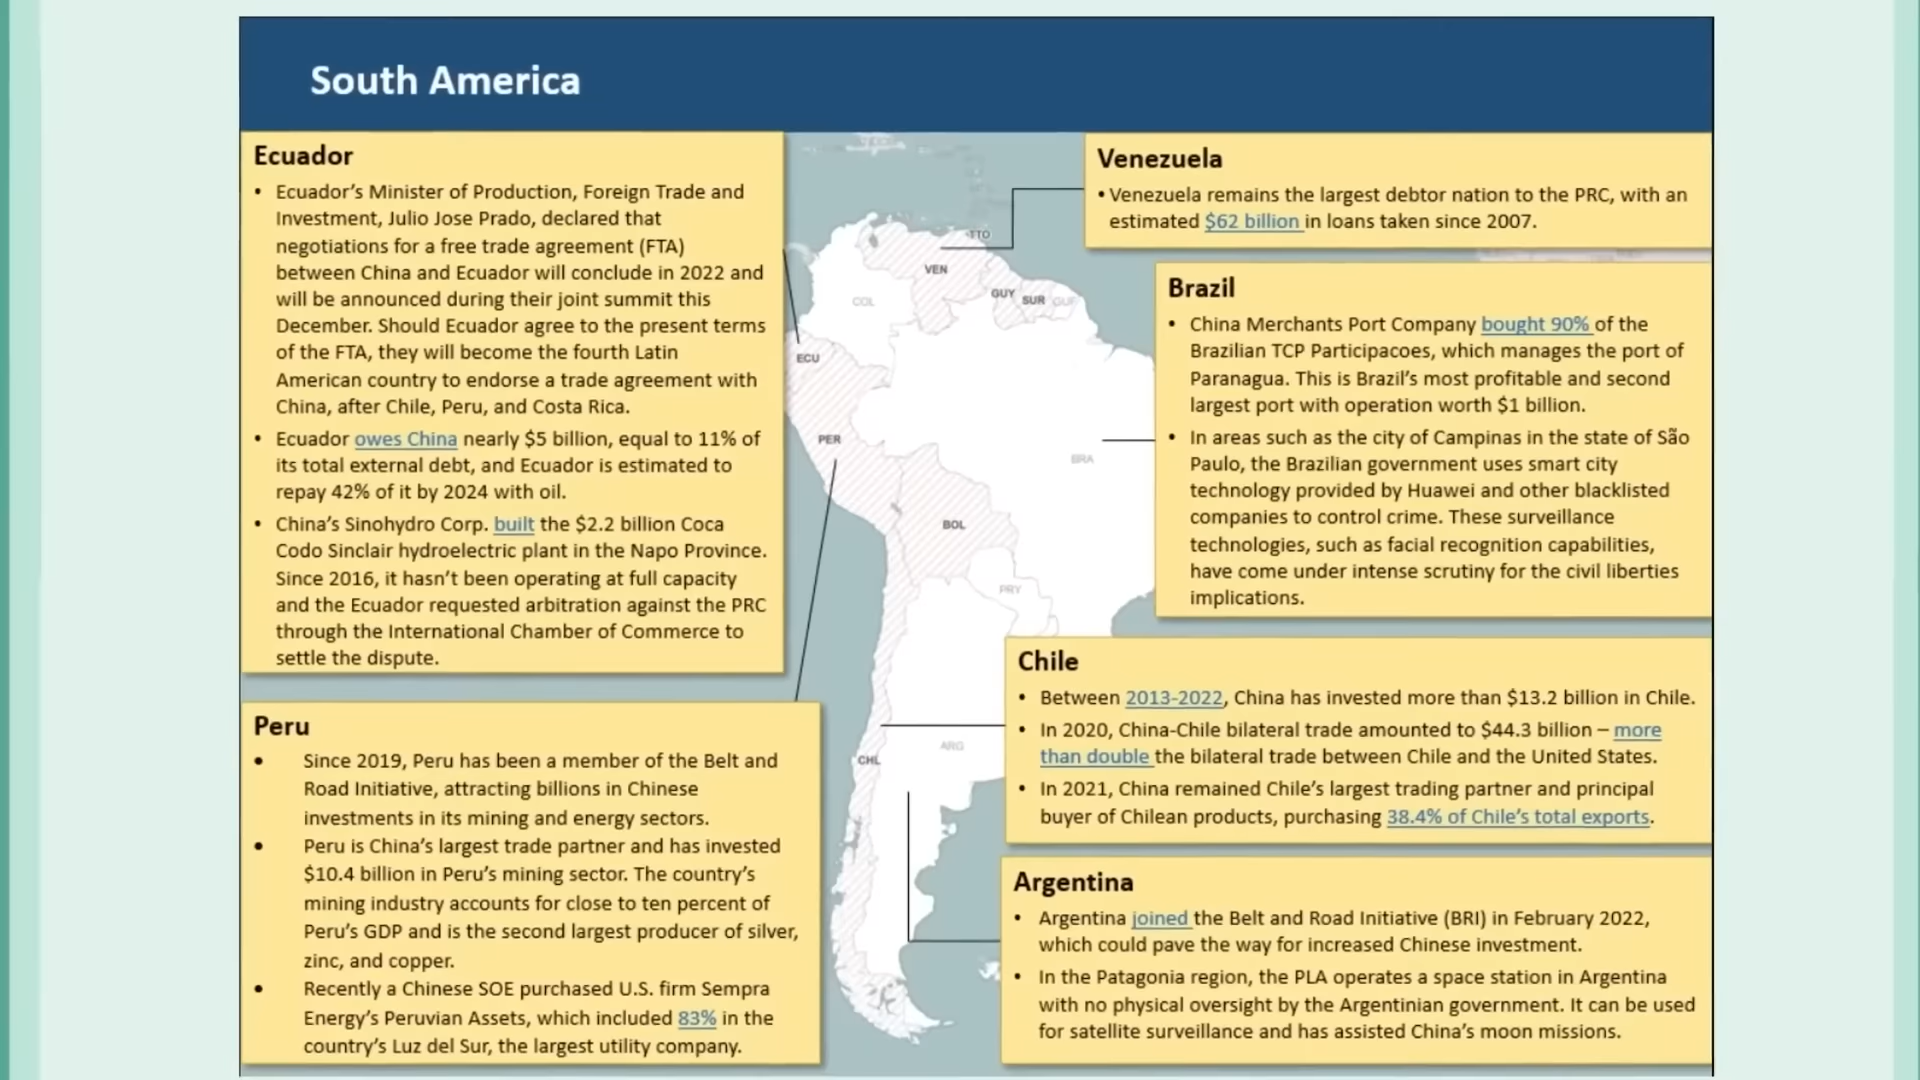 South America
Ecuador
• Ecuador's Minister of Production, Foreign Trade and
Investment, Julio Jose Prado, declared that
negotiations for a free trade agreement (FTA)
between China and Ecuador will conclude in 2022 and
will be announced during their joint summit this
December. Should Ecuador agree to the present terms
of the FTA, they will become the fourth Latin
American country to endorse a trade agreement with
China, after Chile, Peru, and Costa Rica.
• Ecuador owes China nearly $5 billion, equal to 11% of
its total external debt, and Ecuador is estimated to
repay 42% of it by 2024 with oil.
• China's Sinohydro Corp. built the $2.2 billion Coca
Codo Sinclair hydroelectric plant in the Napo Province.
Since 2016, it hasn't been operating at full capacity
and the Ecuador requested arbitration against the PRC
through the International Chamber of Commerce to
settle the dispute.
Peru
• Since 2019, Peru has been a member of the Belt and
Road Initiative, attracting billions in Chinese
investments in its mining and energy sectors.
• Peru is China's largest trade partner and has invested
$10.4 billion in Peru's mining sector. The country's
mining industry accounts for close to ten percent of
Peru's GDP and is the second largest producer of silver,
zinc, and copper.
• Recently a Chinese SOE purchased U.S. firm Sempra
Energy's Peruvian Assets, which included 83% in the
country's Luz del Sur, the largest utility company.
TTO
VEN
GUY
SUR
GUF
COL
ECU
PER
BRA
BOL
PRY
ARG
CHL
Venezuela
• Venezuela remains the largest debtor nation to the PRC, with an
estimated $62 billion in loans taken since 2007.
Brazil
• China Merchants Port Company bought 90% of the
Brazilian TCP Participacoes, which manages the port of
Paranagua. This is Brazil's most profitable and second
largest port with operation worth $1 billion.
• In areas such as the city of Campinas in the state of São
Paulo, the Brazilian government uses smart city
technology provided by Huawei and other blacklisted
companies to control crime. These surveillance
technologies, such as facial recognition capabilities,
have come under intense scrutiny for the civil liberties
implications.
Chile
• Between 2013-2022, China has invested more than $13.2 billion in Chile.
• In 2020, China-Chile bilateral trade amounted to $44.3 billion – more
than double the bilateral trade between Chile and the United States.
• In 2021, China remained Chile's largest trading partner and principal
buyer of Chilean products, purchasing 38.4% of Chile's total exports.
Argentina
• Argentina joined the Belt and Road Initiative (BRI) in February 2022,
which could pave the way for increased Chinese investment.
• In the Patagonia region, the PLA operates a space station in Argentina
with no physical oversight by the Argentinian government. It can be used
for satellite surveillance and has assisted China's moon missions.